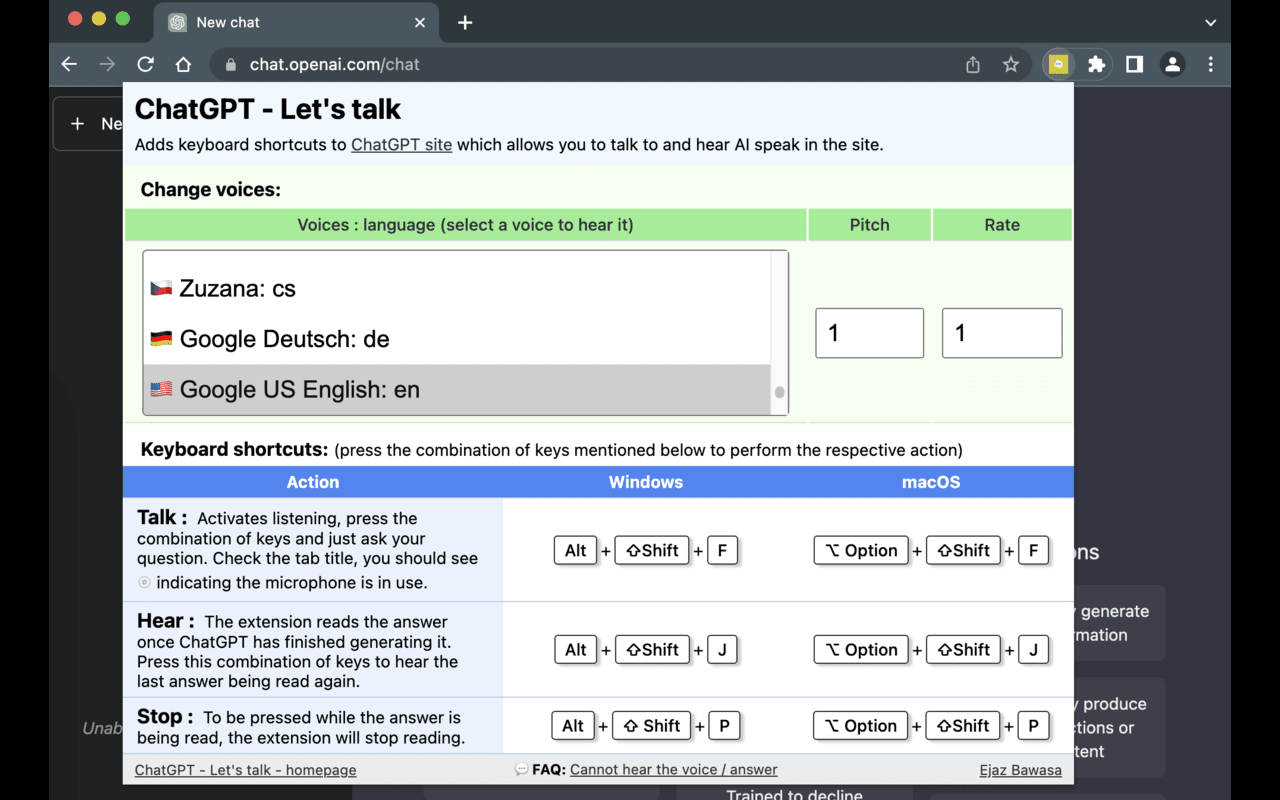 New chat
chat.openai.com/chat
+ Ne
ChatGPT - Let's talk
Adds keyboard shortcuts to ChatGPT site which allows you to talk to and hear AI speak in the site.
Change voices:
Voices : language (select a voice to hear it) Pitch Rate
Zuzana: cs
Google Deutsch: de
1 1
Google US English: en
Keyboard shortcuts: (press the combination of keys mentioned below to perform the respective action)
Action Windows macOS
Talk : Activates listening, press the
combination of keys and just ask your
question. Check the tab title, you should see
indicating the microphone is in use.
Alt + ⇧Shift + F
⌥ Option + ⇧Shift + F
Hear : The extension reads the answer
once ChatGPT has finished generating it.
Press this combination of keys to hear the
last answer being read again.
Alt + ⇧Shift + J
⌥ Option + ⇧Shift + J
Stop : To be pressed while the answer is
being read, the extension will stop reading.
Alt + ⇧ Shift + P
⌥ Option + ⇧Shift + P
ChatGPT - Let's talk - homepage
FAQ: Cannot hear the voice / answer
Ejaz Bawasa
Unab
ons
y generate
rmation
y produce
ctions or
tent
Trained to decline